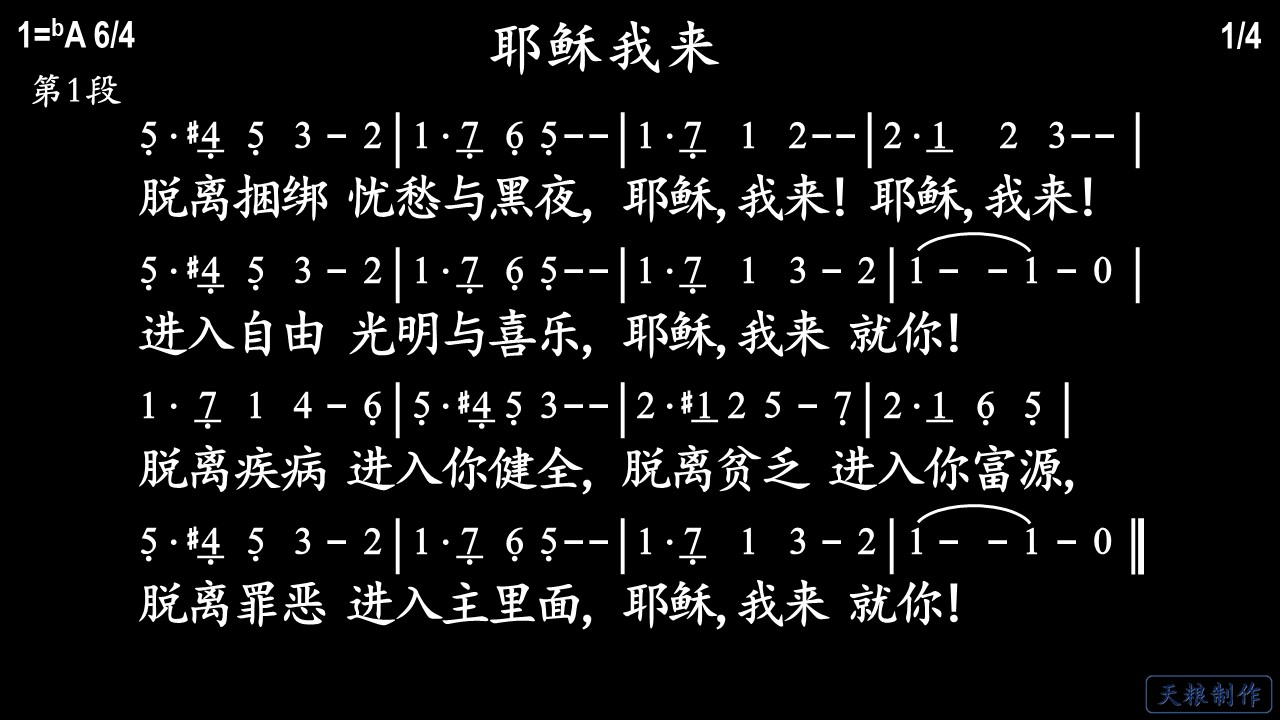 1=ᵇA 6/4
耶稣我来
1/4
第1段
5̣ · #4̣̲ 5̣ 3 - 2 | 1 · 7̣̲ 6̣ 5̣ - - | 1 · 7̣̲ 1 2 - - | 2 · 1̲ 2 3 - - |
脱离捆绑 忧愁与黑夜, 耶稣,我来! 耶稣,我来!
5̣ · #4̣̲ 5̣ 3 - 2 | 1 · 7̣̲ 6̣ 5̣ - - | 1 · 7̣̲ 1 3 - 2 | 1 - - 1 - 0 |
进入自由 光明与喜乐, 耶稣,我来 就你!
1 · 7̣̲ 1 4 - 6̣ | 5̣ · #4̣̲ 5̣ 3 - - | 2 · #1̲ 2 5 - 7̣ | 2 · 1̲ 6̣ 5̣ |
脱离疾病 进入你健全, 脱离贫乏 进入你富源,
5̣ · #4̣̲ 5̣ 3 - 2 | 1 · 7̣̲ 6̣ 5̣ - - | 1 · 7̣̲ 1 3 - 2 | 1 - - 1 - 0 ‖
脱离罪恶 进入主里面, 耶稣,我来 就你!
天粮制作